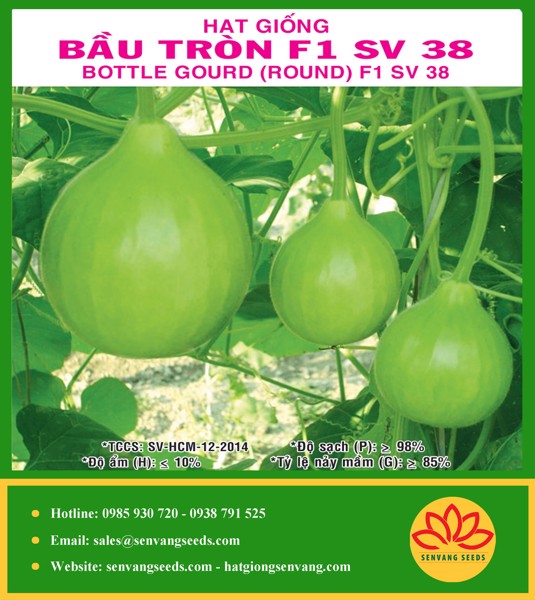 HẠT GIỐNG
BẦU TRÒN F1 SV 38
BOTTLE GOURD (ROUND) F1 SV 38
*TCCS: SV-HCM-12-2014 *Độ sạch (P): ≥ 98%
*Độ ẩm (H): ≤ 10% *Tỷ lệ nảy mầm (G): ≥ 85%
Hotline: 0985 930 720 - 0938 791 525
Email: sales@senvangseeds.com
Website: senvangseeds.com - hatgiongsenvang.com
SENVANG SEEDS